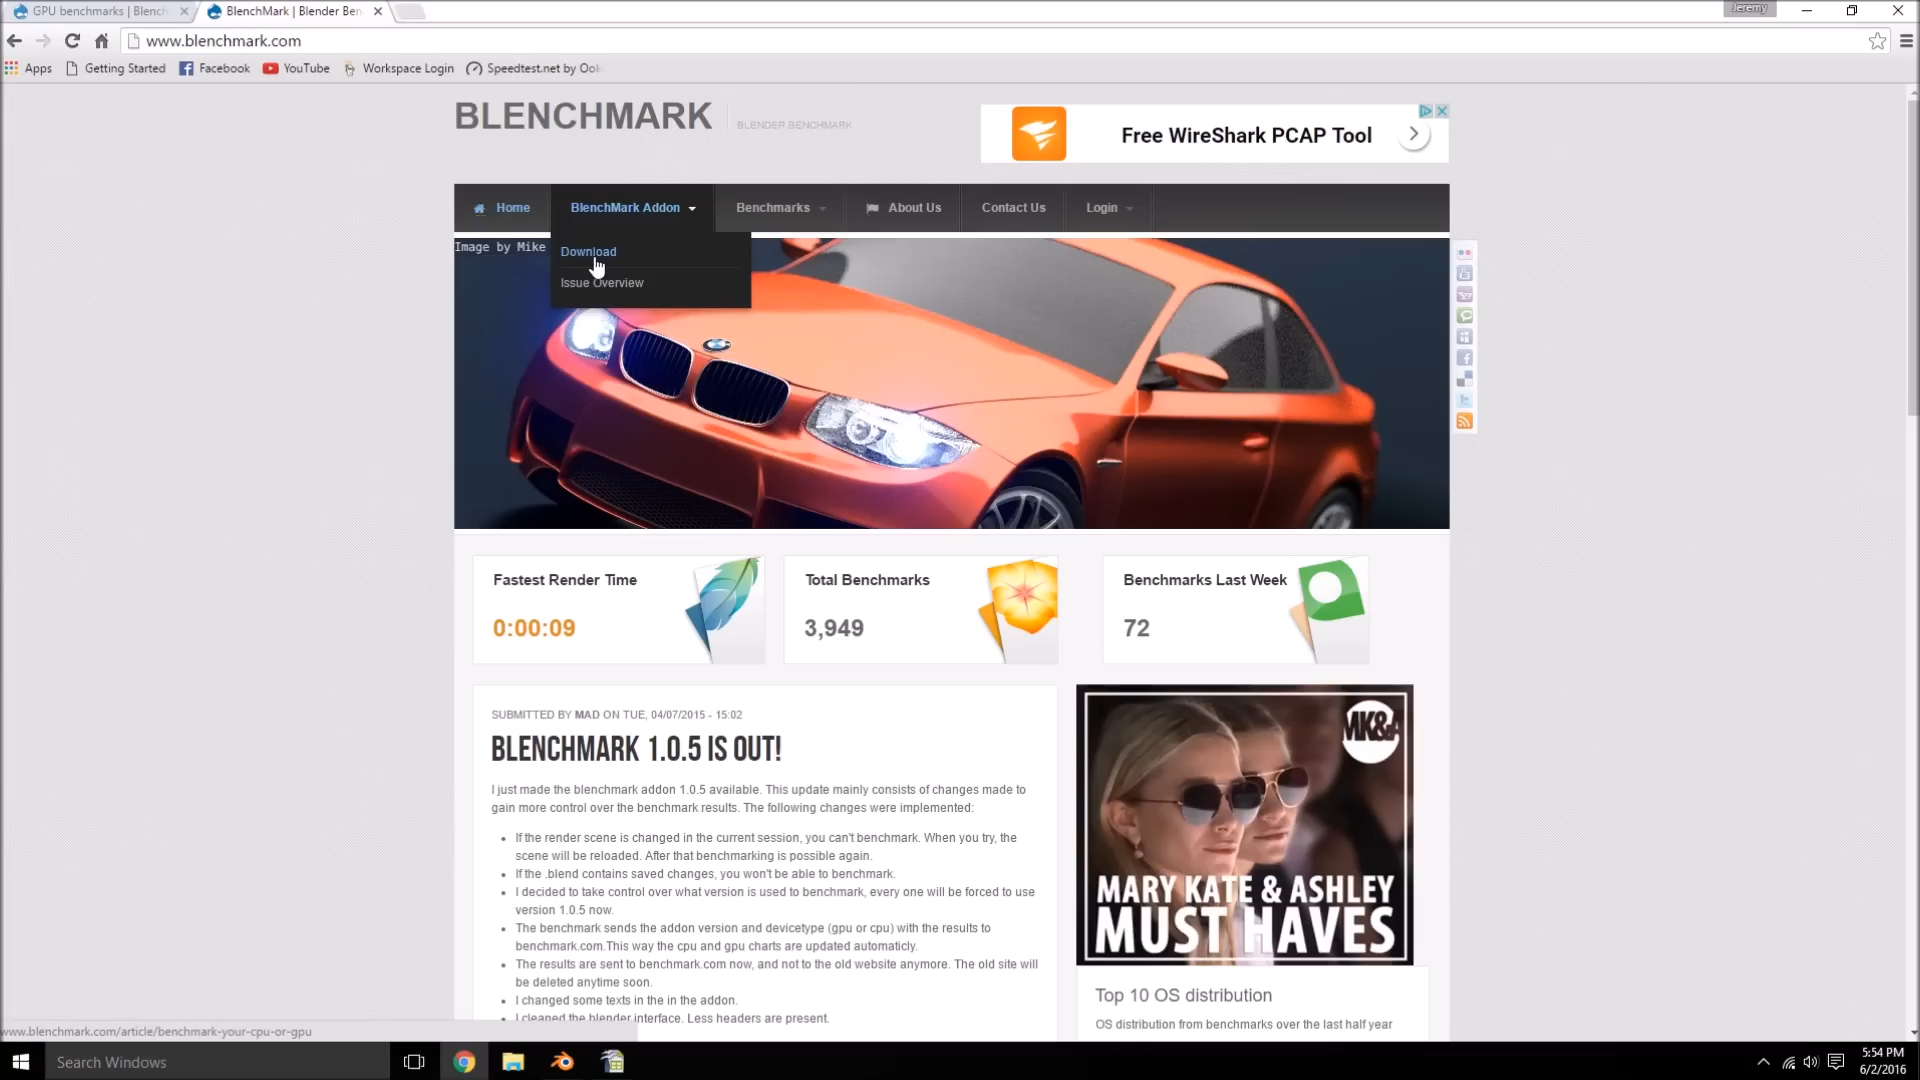 GPU benchmarks | Blench
BlenchMark | Blender Ben
Jeremy
www.blenchmark.com
Apps
Getting Started
Facebook
YouTube
Workspace Login
Speedtest.net by Ook
BLENCHMARK
BLENDER BENCHMARK
Free WireShark PCAP Tool
Home
BlenchMark Addon
Benchmarks
About Us
Contact Us
Login
Image by Mike
Download
Issue Overview
Fastest Render Time
0:00:09
Total Benchmarks
3,949
Benchmarks Last Week
72
SUBMITTED BY MAD ON TUE, 04/07/2015 - 15:02
BLENCHMARK 1.0.5 IS OUT!
I just made the blenchmark addon 1.0.5 available. This update mainly consists of changes made to
gain more control over the benchmark results. The following changes were implemented:
If the render scene is changed in the current session, you can't benchmark. When you try, the
scene will be reloaded. After that benchmarking is possible again.
If the .blend contains saved changes, you won't be able to benchmark.
I decided to take control over what version is used to benchmark, every one will be forced to use
version 1.0.5 now.
The benchmark sends the addon version and devicetype (gpu or cpu) with the results to
benchmark.com.This way the cpu and gpu charts are updated automaticly.
The results are sent to benchmark.com now, and not to the old website anymore. The old site will
be deleted anytime soon.
I changed some texts in the in the addon.
I cleaned the blender interface. Less headers are present.
MK&A
MARY KATE & ASHLEY
MUST HAVES
Top 10 OS distribution
OS distribution from benchmarks over the last half year
www.blenchmark.com/article/benchmark-your-cpu-or-gpu
Search Windows
5:54 PM
6/2/2016